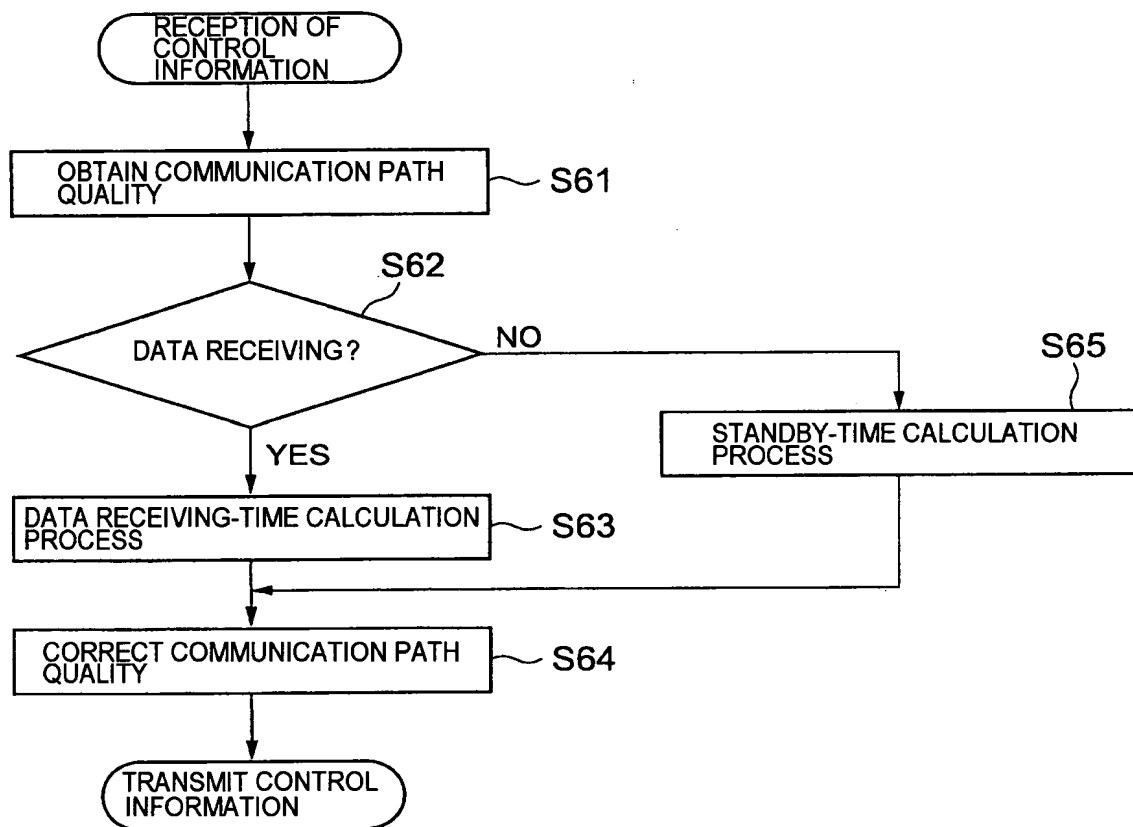 RECEPTION OF
CONTROL
INFORMATION
OBTAIN COMMUNICATION PATH
QUALITY
S61
S62
DATA RECEIVING?
NO
YES
S65
STANDBY-TIME CALCULATION
PROCESS
DATA RECEIVING-TIME CALCULATION
PROCESS
S63
CORRECT COMMUNICATION PATH
QUALITY
S64
TRANSMIT CONTROL
INFORMATION